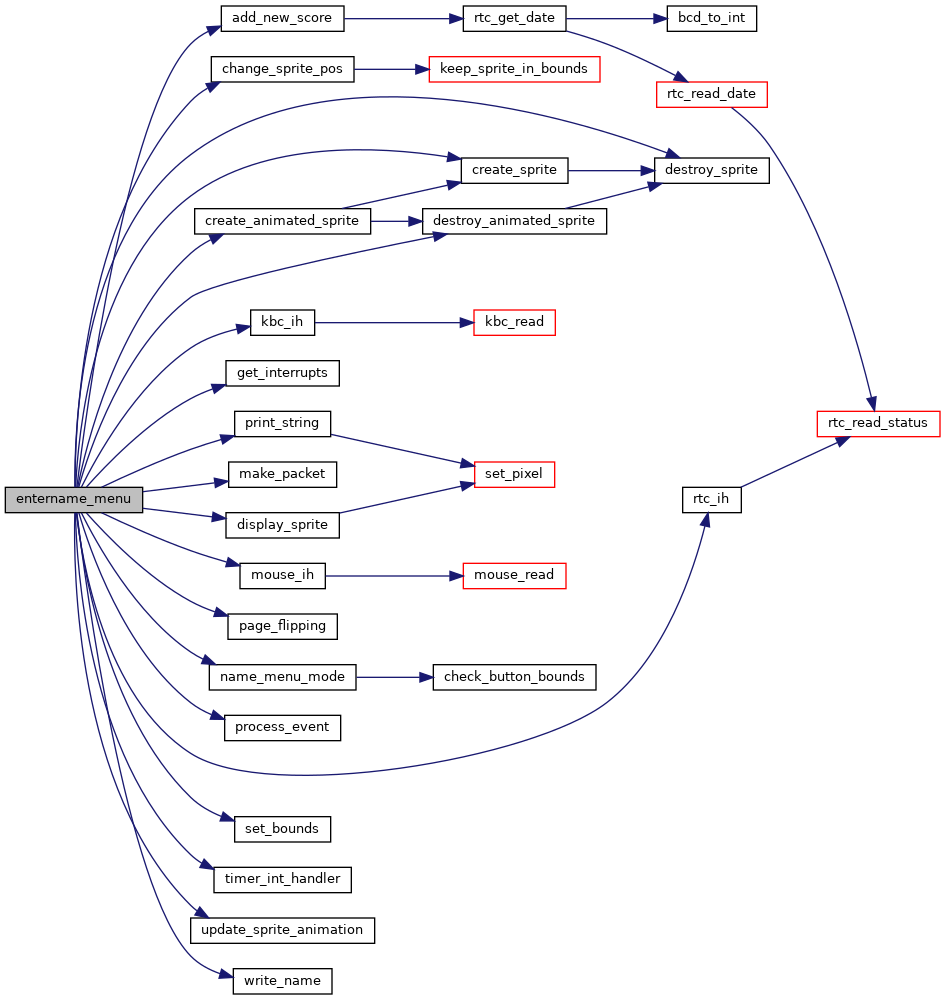 add_new_score
rtc_get_date
bcd_to_int
change_sprite_pos
keep_sprite_in_bounds
rtc_read_date
create_sprite
destroy_sprite
create_animated_sprite
destroy_animated_sprite
kbc_ih
kbc_read
get_interrupts
print_string
rtc_read_status
make_packet
set_pixel
entername_menu
rtc_ih
display_sprite
mouse_ih
mouse_read
page_flipping
name_menu_mode
check_button_bounds
process_event
set_bounds
timer_int_handler
update_sprite_animation
write_name